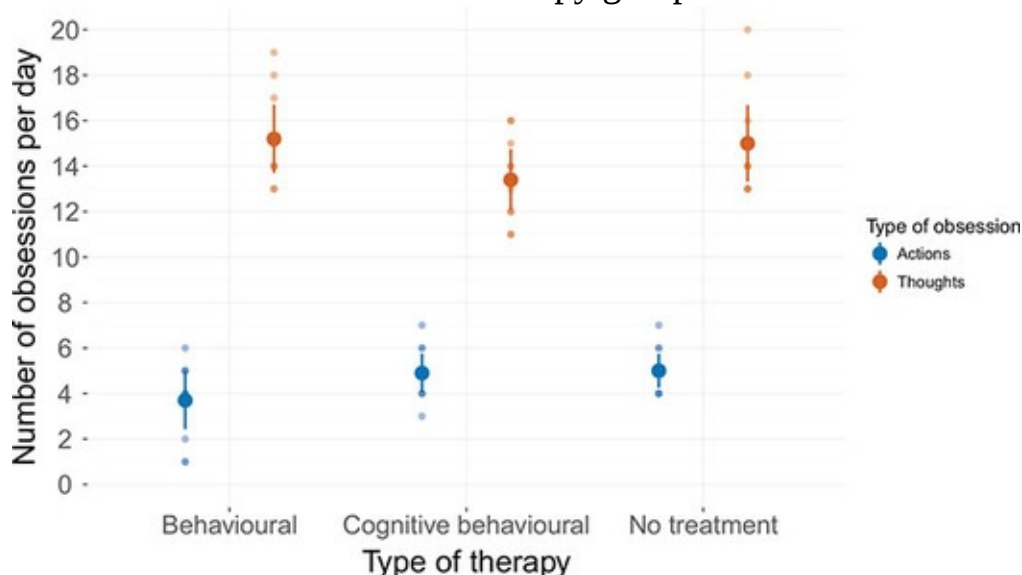 Number of obsessions per day
20
18
16
14
12
10
8
6
4
2
0
Behavioural Cognitive behavioural No treatment
Type of therapy
Type of obsession
Actions
Thoughts